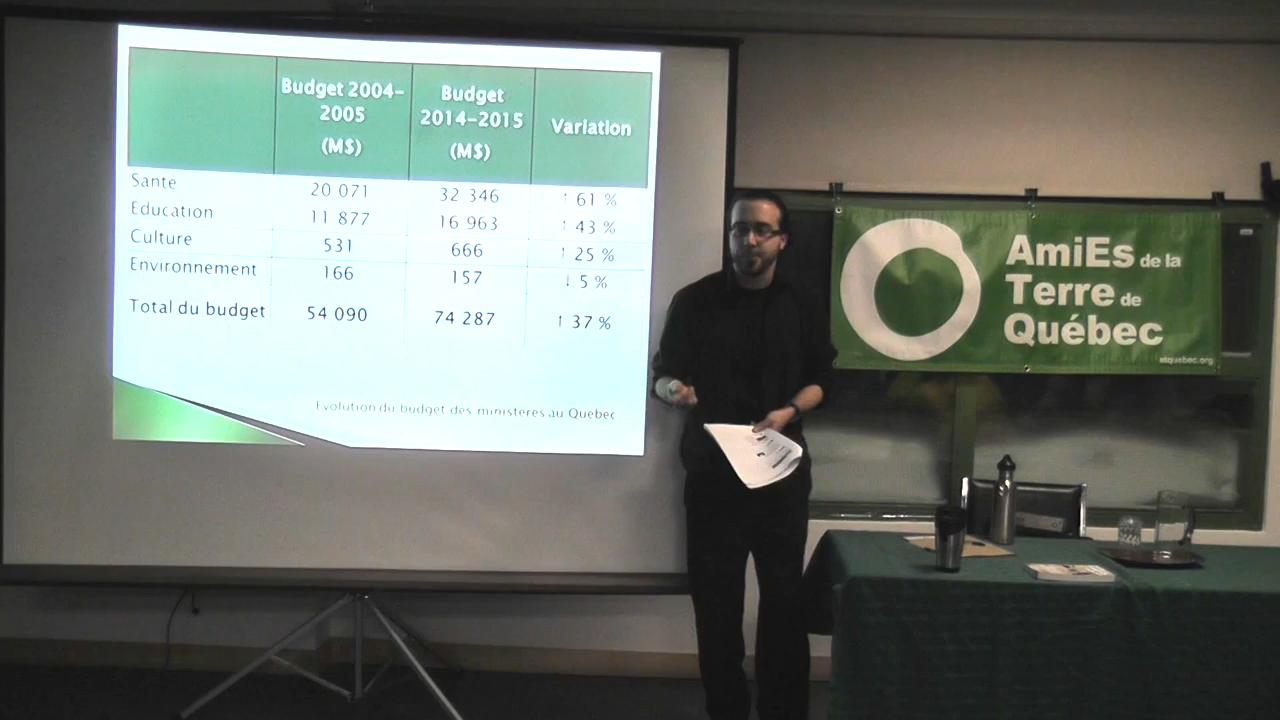 Budget 2004-
2005
(M$)
Budget
2014-2015
(M$)
Variation
Sante 20 071 32 346 ↑ 61 %
Education 11 877 16 963 ↑ 43 %
Culture 531 666 ↑ 25 %
Environnement 166 157 ↓ 5 %
Total du budget 54 090 74 287 ↑ 37 %
Evolution du budget des ministeres au Quebec
AmiEs de la
Terre de
Québec
atquebec.org